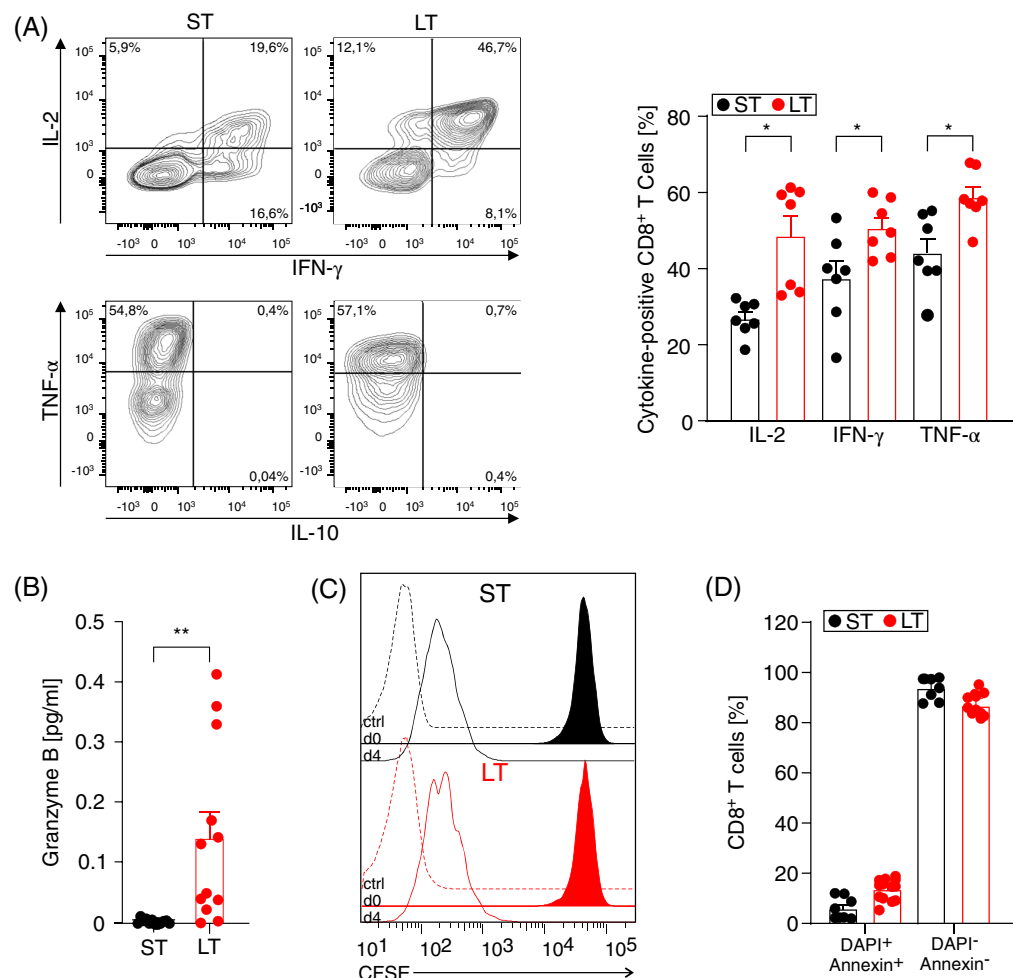 (A)
ST
LT
5,9%
19,6%
12,1%
46,7%
16,6%
8,1%
IL-2
10⁵
10⁴
10³
0
-10³
10⁵
10⁴
10³
0
-10³
-10³
0
10³
10⁴
10⁵
-10³
0
10³
10⁴
10⁵
IFN-γ
54,8%
0,4%
57,1%
0,7%
0,04%
0,4%
TNF-α
10⁵
10⁴
10³
0
-10³
10⁵
10⁴
10³
0
-10³
-10³
0
10³
10⁴
10⁵
-10³
0
10³
10⁴
10⁵
IL-10
ST LT
Cytokine-positive CD8⁺ T Cells [%]
80
60
40
20
0
*
*
*
IL-2
IFN-γ
TNF-α
(B)
Granzyme B [pg/ml]
0.5
0.4
0.3
0.2
0.1
0
**
ST
LT
(C)
ST
ctrl
d0
d4
LT
ctrl
d0
d4
10¹
10²
10³
10⁴
10⁵
CFSE
(D)
ST LT
CD8⁺ T cells [%]
120
100
80
60
40
20
0
DAPI⁺
Annexin⁺
DAPI⁻
Annexin⁻